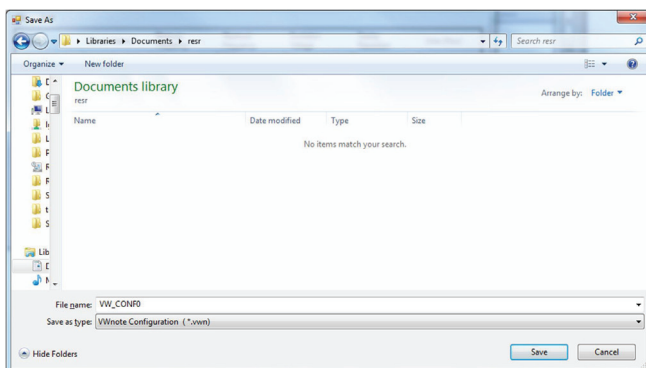 Save As
Libraries Documents resr
Search resr
Organize New folder
Documents library
resr
Arrange by: Folder
Name Date modified Type Size
No items match your search.
Lib
File name: VW_CONF0
Save as type: VWnote Configuration (*.vwn)
Hide Folders Save Cancel